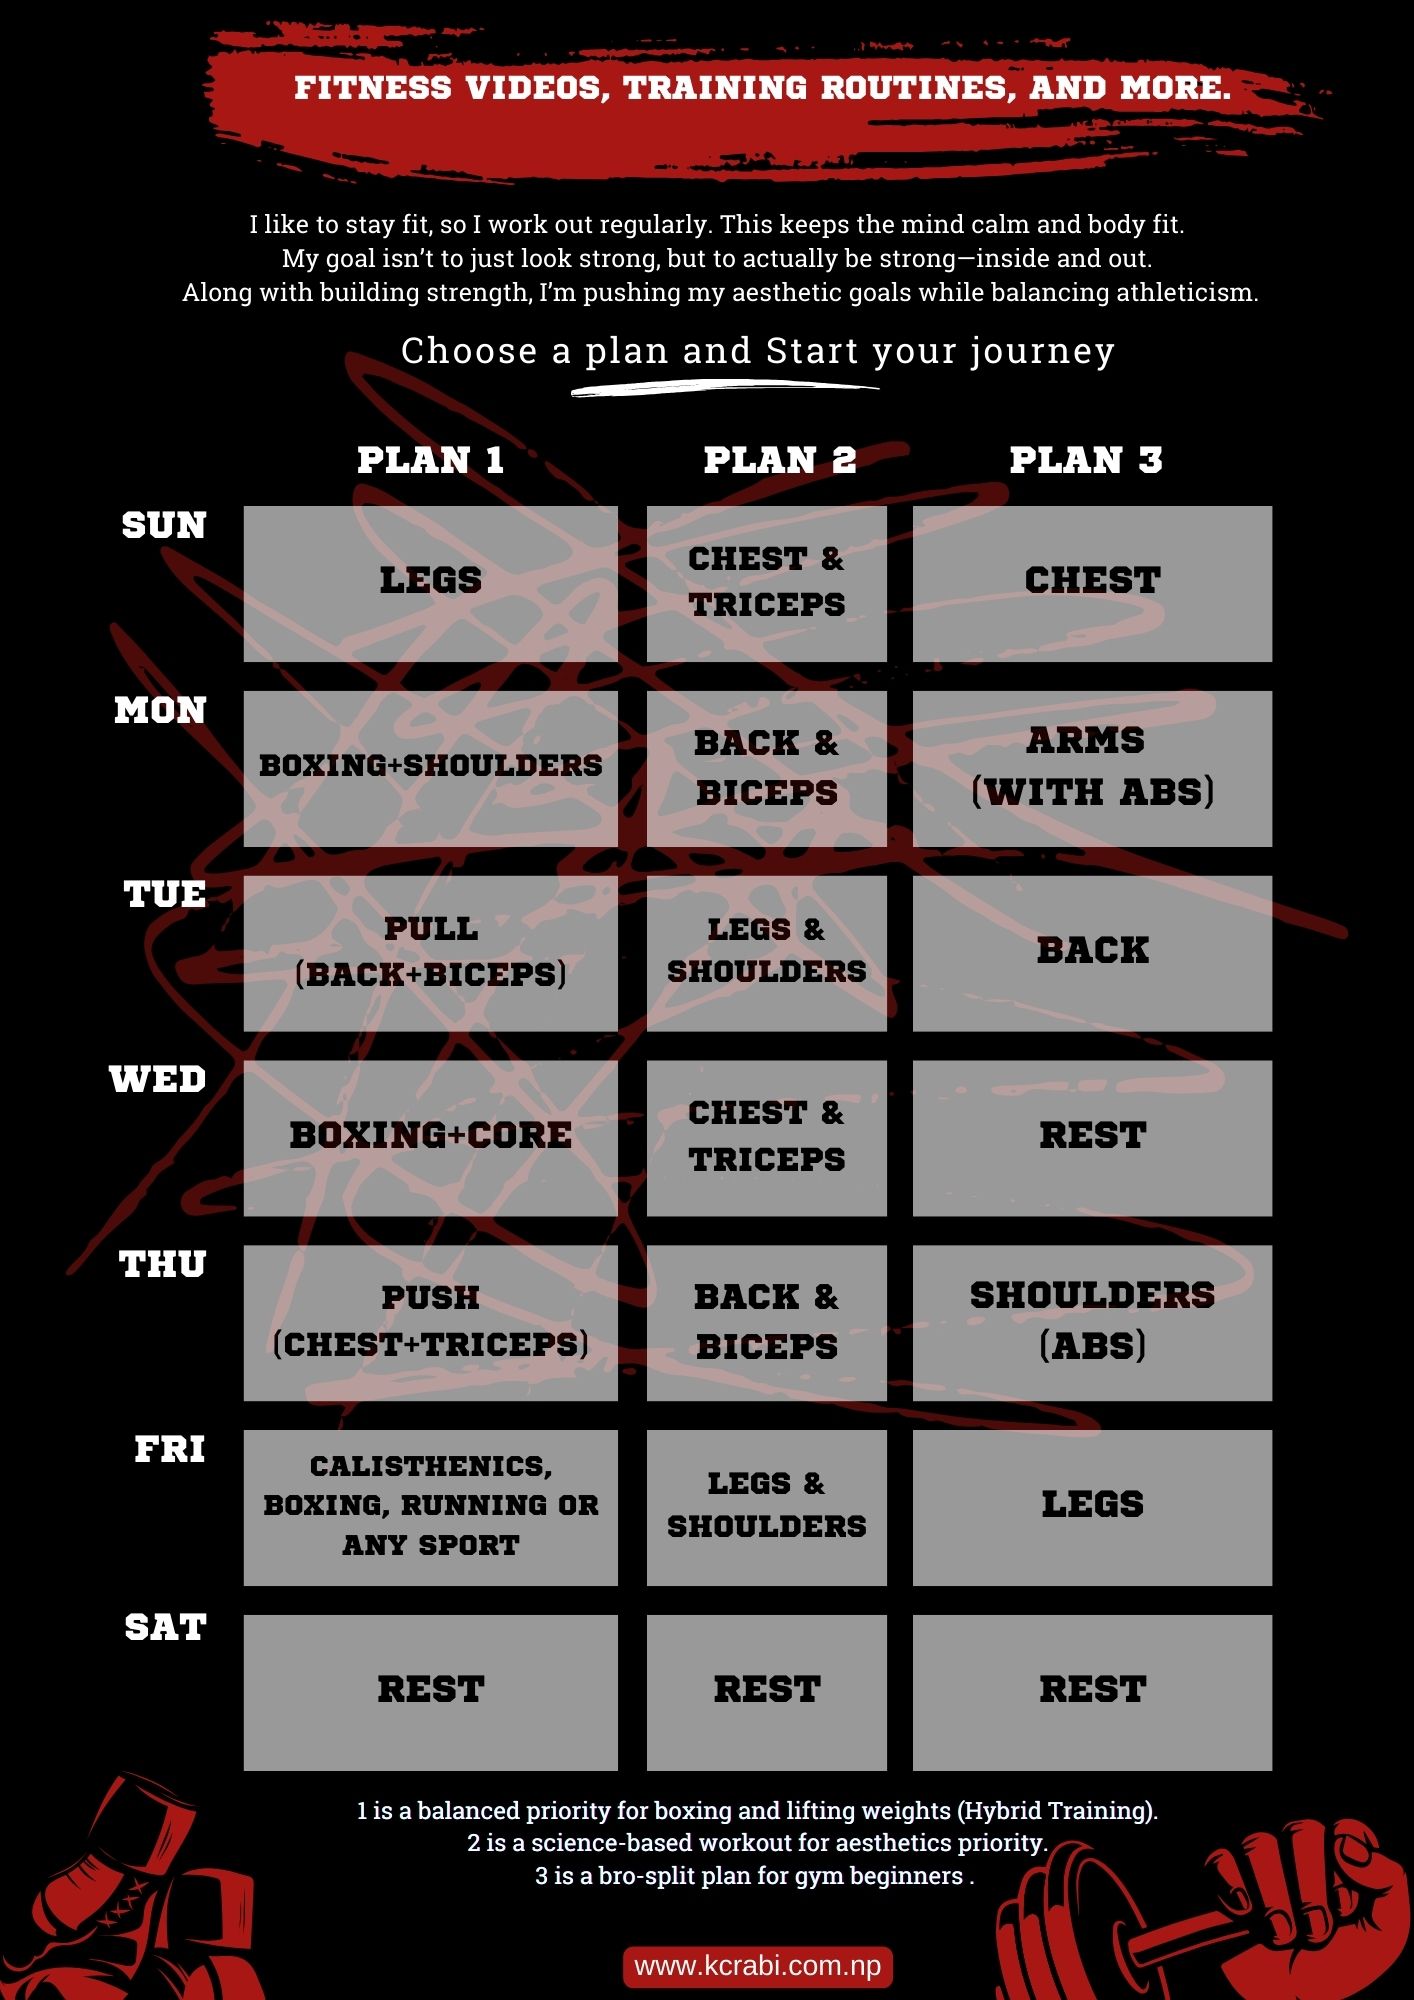 FITNESS VIDEOS, TRAINING ROUTINES, AND MORE.
I like to stay fit, so I work out regularly. This keeps the mind calm and body fit.
My goal isn't to just look strong, but to actually be strong—inside and out.
Along with building strength, I'm pushing my aesthetic goals while balancing athleticism.
Choose a plan and Start your journey
PLAN 1
PLAN 2
PLAN 3
SUN
LEGS
CHEST &
TRICEPS
CHEST
MON
BOXING+SHOULDERS
BACK &
BICEPS
ARMS
(WITH ABS)
TUE
PULL
(BACK+BICEPS)
LEGS &
SHOULDERS
BACK
WED
BOXING+CORE
CHEST &
TRICEPS
REST
THU
PUSH
(CHEST+TRICEPS)
BACK &
BICEPS
SHOULDERS
(ABS)
FRI
CALISTHENICS,
BOXING, RUNNING OR
ANY SPORT
LEGS &
SHOULDERS
LEGS
SAT
REST
REST
REST
1 is a balanced priority for boxing and lifting weights (Hybrid Training).
2 is a science-based workout for aesthetics priority.
3 is a bro-split plan for gym beginners .
www.kcrabi.com.np